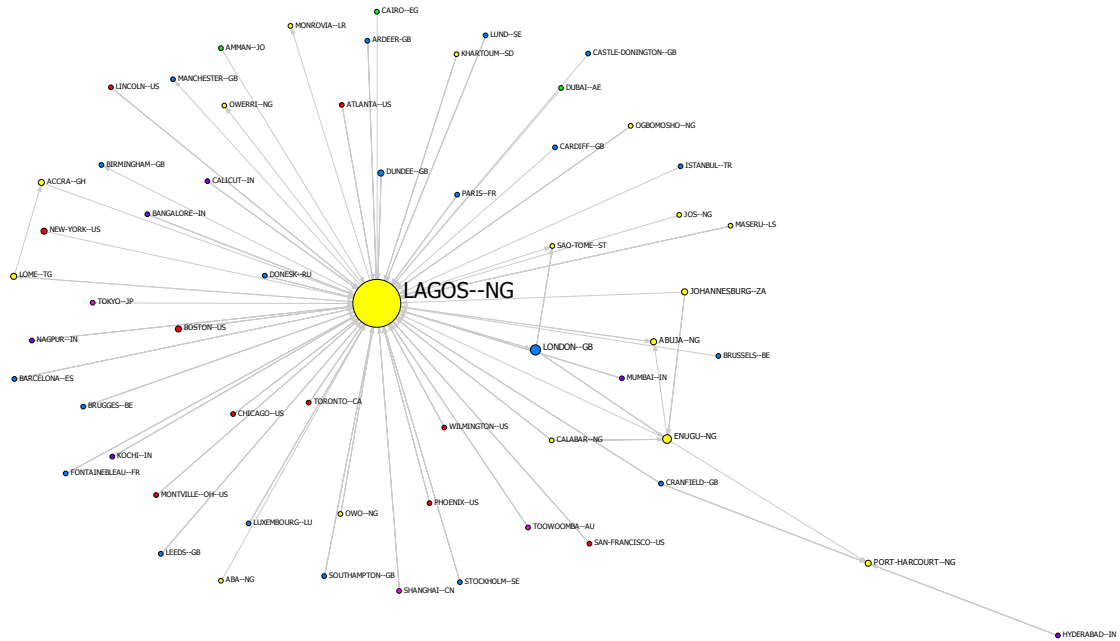 CAIRO--EG
MONROVIA--LR
ARDEER-GB
LUND--SE
AMMAN--JO
KHARTOUM--SD
CASTLE-DONINGTON--GB
MANCHESTER--GB
LINCOLN--US
DUBAI--AE
OWERRI--NG
ATLANTA--US
OGBOMOSHO--NG
CARDIFF--GB
BIRMINGHAM--GB
ISTANBUL--TR
DUNDEE--GB
ACCRA--GH
CALICUT--IN
PARIS--FR
BANGALORE--IN
JOS--NG
MASERU--LS
NEW-YORK--US
SAO-TOME--ST
LOME--TG
DONESK--RU
LAGOS--NG
JOHANNESBURG--ZA
TOKYO--JP
BOSTON--US
NAGPUR--IN
ABUJA--NG
LONDON--GB
BRUSSELS--BE
BARCELONA--ES
MUMBAI--IN
TORONTO--CA
BRUGGES--BE
CHICAGO--US
WILMINGTON--US
ENUGU--NG
CALABAR--NG
KOCHI--IN
FONTAINEBLEAU--FR
CRANFIELD--GB
MONTVILLE--OH--US
PHOENIX--US
OWO--NG
LUXEMBOURG--LU
TOOWOOMBA--AU
SAN-FRANCISCO--US
LEEDS--GB
PORT-HARCOURT--NG
SOUTHAMPTON--GB
ABA--NG
STOCKHOLM--SE
SHANGHAI--CN
HYDERABAD--IN